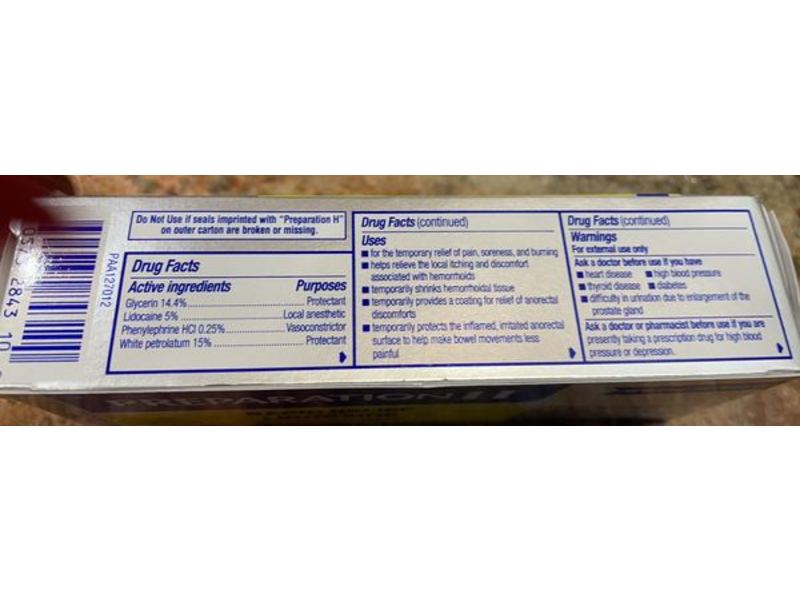 Do Not Use if seals imprinted with "Preparation H"
on outer carton are broken or missing.
Drug Facts
Active ingredients Purposes
Glycerin 14.4% Protectant
Lidocaine 5% Local anesthetic
Phenylephrine HCl 0.25% Vasoconstrictor
White petrolatum 15% Protectant
Drug Facts (continued)
Uses
■ for the temporary relief of pain, soreness, and burning
■ helps relieve the local itching and discomfort
associated with hemorrhoids
■ temporarily shrinks hemorrhoidal tissue
■ temporarily provides a coating for relief of anorectal
discomforts
■ temporarily protects the inflamed, irritated anorectal
surface to help make bowel movements less
painful
Drug Facts (continued)
Warnings
For external use only
Ask a doctor before use if you have
■ heart disease ■ high blood pressure
■ thyroid disease ■ diabetes
■ difficulty in urination due to enlargement of the
prostate gland
Ask a doctor or pharmacist before use if you are
presently taking a prescription drug for high blood
pressure or depression.
PAA127012
2843 10
PREPARATION H